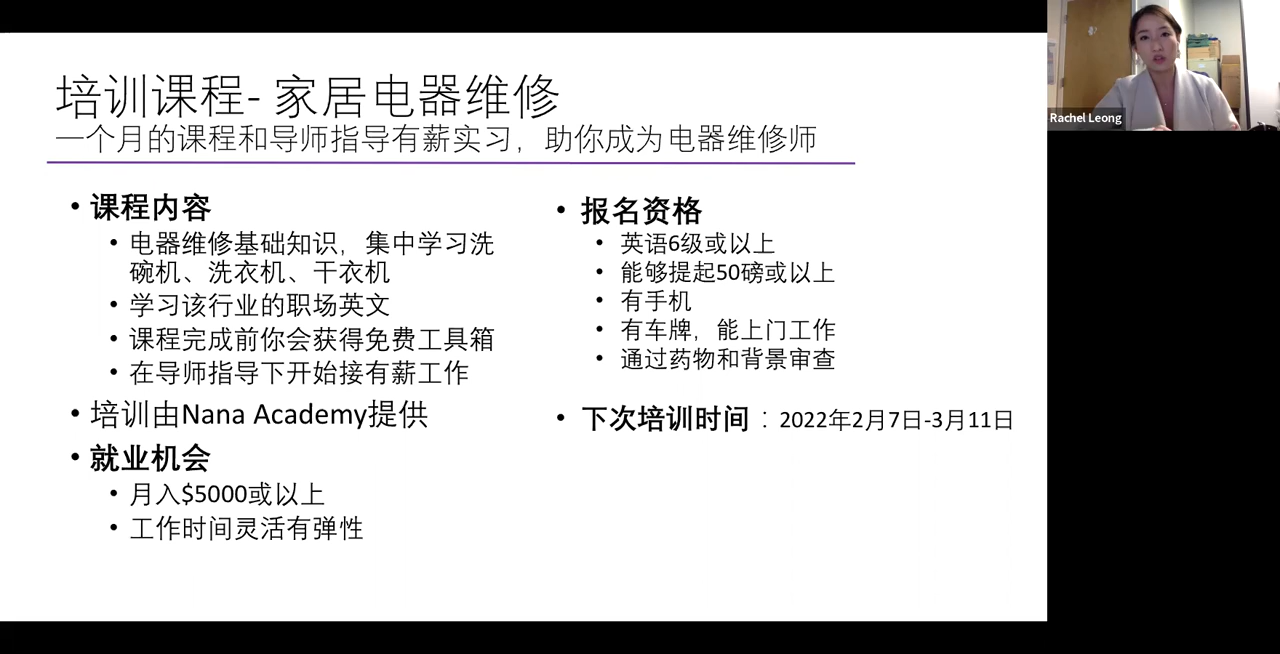 培训课程- 家居电器维修
一个月的课程和导师指导有薪实习，助你成为电器维修师
• 课程内容
• 电器维修基础知识，集中学习洗
碗机、洗衣机、干衣机
• 学习该行业的职场英文
• 课程完成前你会获得免费工具箱
• 在导师指导下开始接有薪工作
• 培训由Nana Academy提供
• 就业机会
• 月入$5000或以上
• 工作时间灵活有弹性
• 报名资格
• 英语6级或以上
• 能够提起50磅或以上
• 有手机
• 有车牌，能上门工作
• 通过药物和背景审查
• 下次培训时间：2022年2月7日-3月11日
Rachel Leong